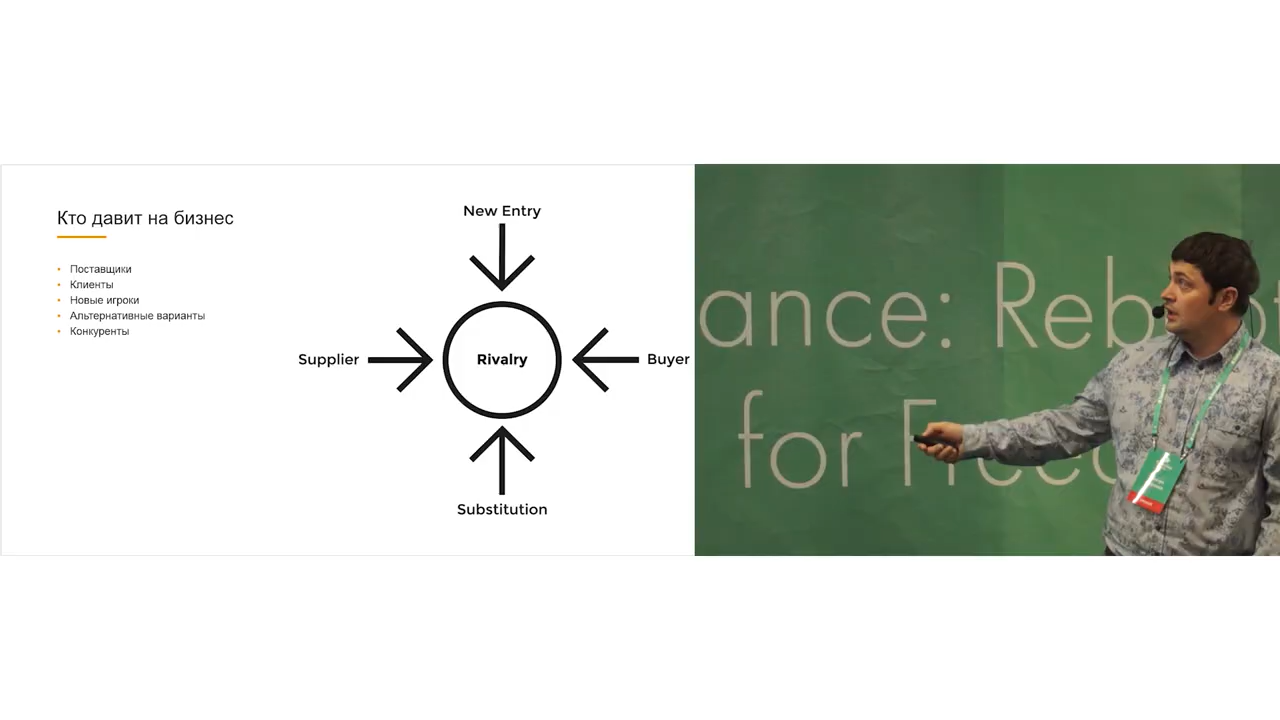 Кто давит на бизнес
Поставщики
Клиенты
Новые игроки
Альтернативные варианты
Конкуренты
New Entry
Supplier
Rivalry
Buyer
Substitution
ance: Reb
for Freed